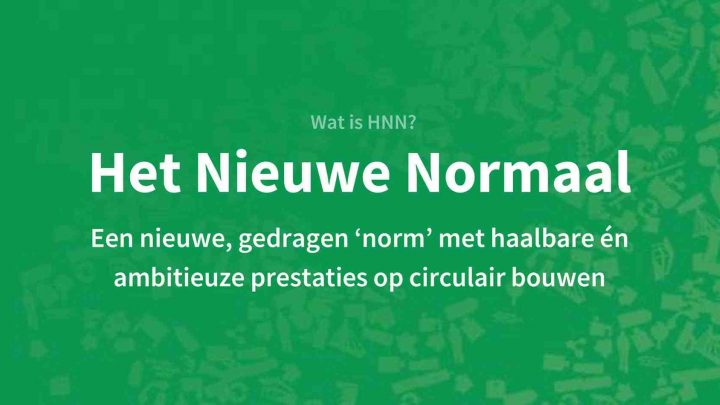 Wat is HNN?
Het Nieuwe Normaal
Een nieuwe, gedragen ‘norm’ met haalbare én
ambitieuze prestaties op circulair bouwen